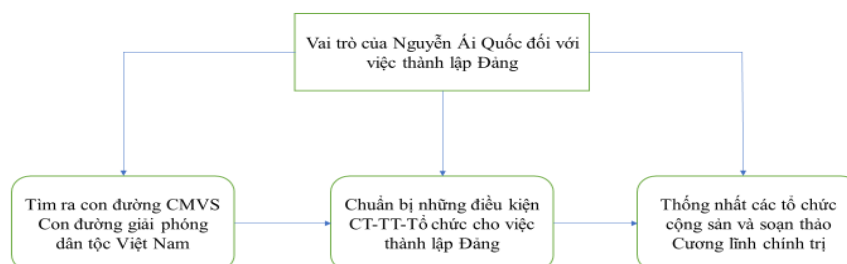 Vai trò của Nguyễn Ái Quốc đối với
việc thành lập Đảng
Tìm ra con đường CMVS
Con đường giải phóng
dân tộc Việt Nam
Chuẩn bị những điều kiện
CT-TT-Tổ chức cho việc
thành lập Đảng
Thống nhất các tổ chức
cộng sản và soạn thảo
Cương lĩnh chính trị